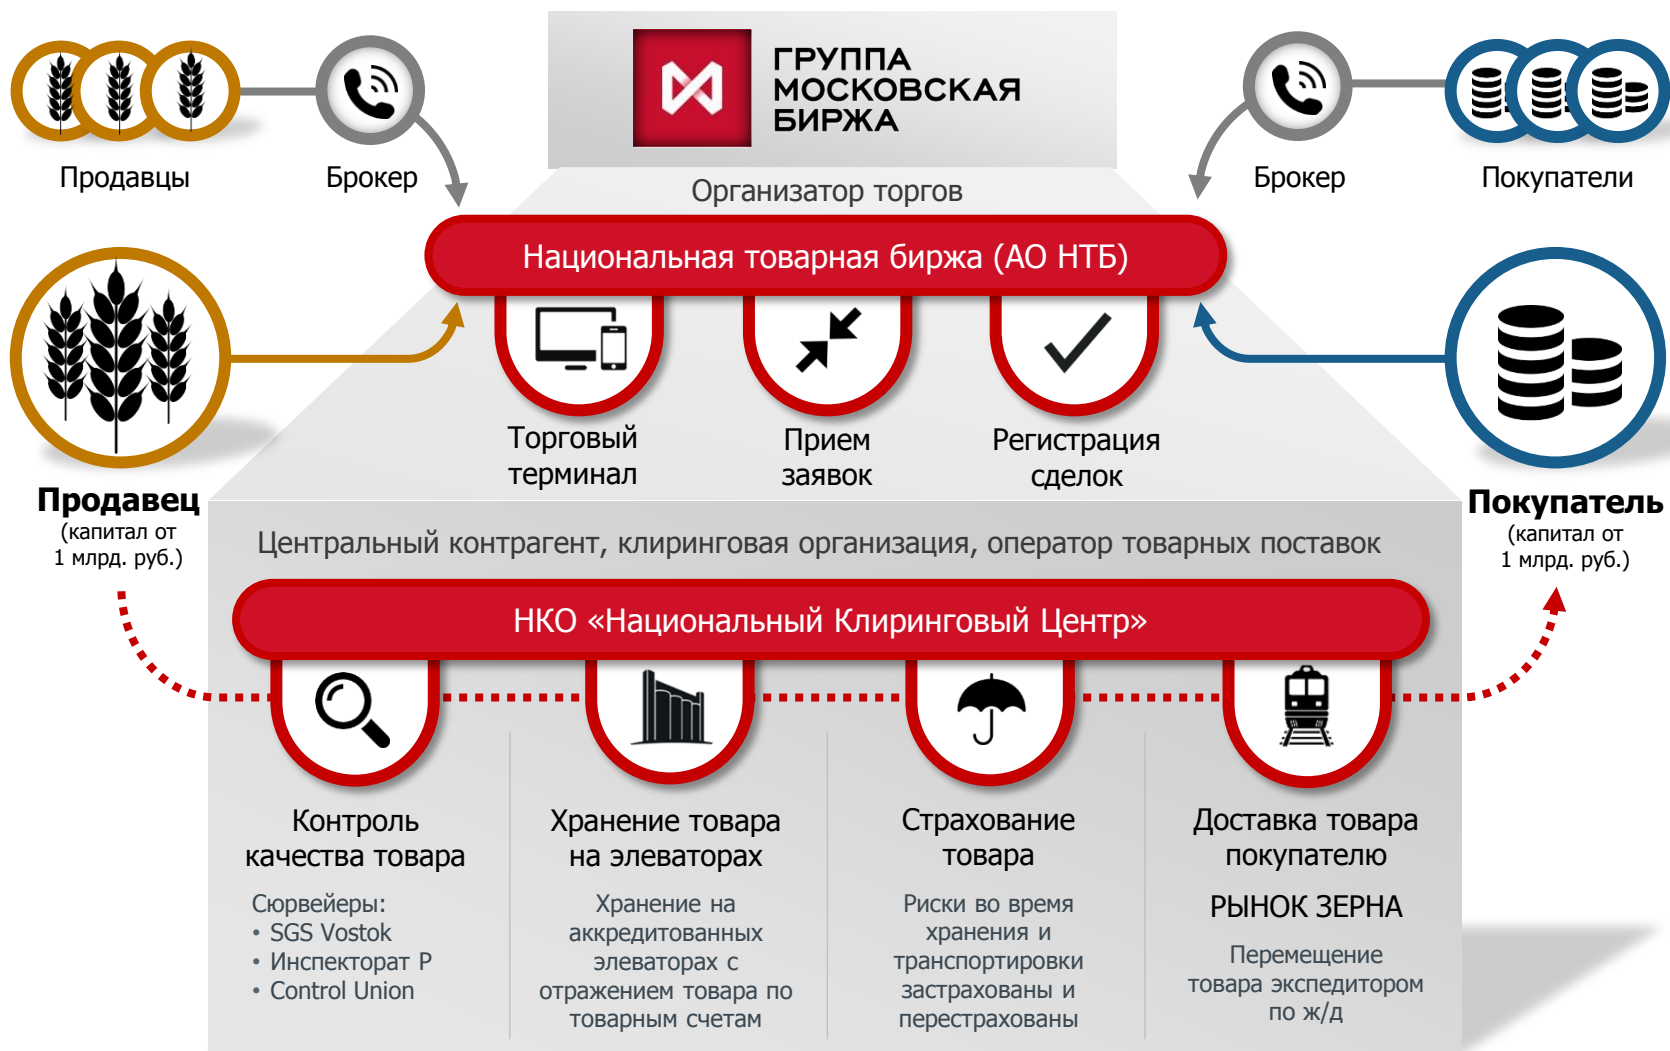 ГРУППА
МОСКОВСКАЯ
БИРЖА
Продавцы
Брокер
Брокер
Покупатели
Организатор торгов
Национальная товарная биржа (АО НТБ)
Торговый
терминал
Прием
заявок
Регистрация
сделок
Продавец
(капитал от
1 млрд. руб.)
Покупатель
(капитал от
1 млрд. руб.)
Центральный контрагент, клиринговая организация, оператор товарных поставок
НКО «Национальный Клиринговый Центр»
Контроль
качества товара
Сюрвейеры:
• SGS Vostok
• Инспекторат Р
• Control Union
Хранение товара
на элеваторах
Хранение на
аккредитованных
элеваторах с
отражением товара по
товарным счетам
Страхование
товара
Риски во время
хранения и
транспортировки
застрахованы и
перестрахованы
Доставка товара
покупателю
РЫНОК ЗЕРНА
Перемещение
товара экспедитором
по ж/д